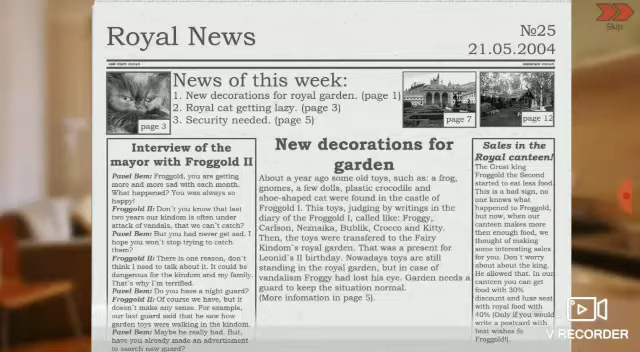 Skip
Royal News
№25
21.05.2004
News of this week:
1. New decorations for royal garden. (page 1)
2. Royal cat getting lazy. (page 3)
3. Security needed. (page 5)
page 3
page 7
page 12
Interview of the
mayor with Froggold II
Pavel Bem: Froggold, you are getting
more and more sad with each month.
What happened? You was always so
happy!
Froggold II: Don't you know that last
two years our kindom is often under
attack of vandals, that we can't catch?
Pavel Bem: But you had never get sad. I
hope you won't stop trying to catch
them?
Froggold II: There is one reason, don't
think I need to talk about it. It could be
dangerous for the kindom and my family.
That's why I'm terrified.
Pavel Bem: Do you have a night guard?
Froggold II: Of course we have, but it
doesn't make any sense. For example,
our last guard said that he saw how
garden toys were walking in the kindom.
Pavel Bem: Maybe he really had. But,
have you already made an advertisment
to search new guard?
New decorations for
garden
About a year ago some old toys, such as: a frog,
gnomes, a few dolls, plastic crocodile and
shoe-shaped cat were found in the castle of
Froggold I. This toys, judging by writings in the
diary of the Froggold I, called like: Froggy,
Carlson, Neznaika, Bublik, Crocco and Kitty.
Then, the toys were transferred to the Fairy
Kindom's royal garden. That was a present for
Leonid`s II birthday. Nowadays toys are still
standing in the royal garden, but in case of
vandalism Froggy had lost his eye. Garden needs a
guard to keep the situation normal.
(More infomation in page 5).
Sales in the
Royal canteen!
The Great king
Froggold the Second
started to eat less food.
This is a bad sign, no
one knows what
happened to Froggold,
but now, when our
canteen makes more
then enough food, we
thought of making
some interesting sales
for you. Don`t worry
about about the king.
He allowed that. In our
canteen you can get
food with 30%
discount and luxe seat
with royal food with
40% (Only if you would
write a postcard with
best wishes fo
Froggold!).
V RECORDER